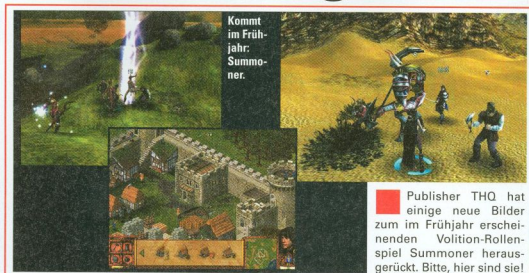 Kommt
im Früh-
jahr:
Summo-
ner.
Publisher THQ hat
einige neue Bilder
zum im Frühjahr erschei-
nenden Volition-Rollen-
spiel Summoner heraus-
gerückt. Bitte, hier sind sie!